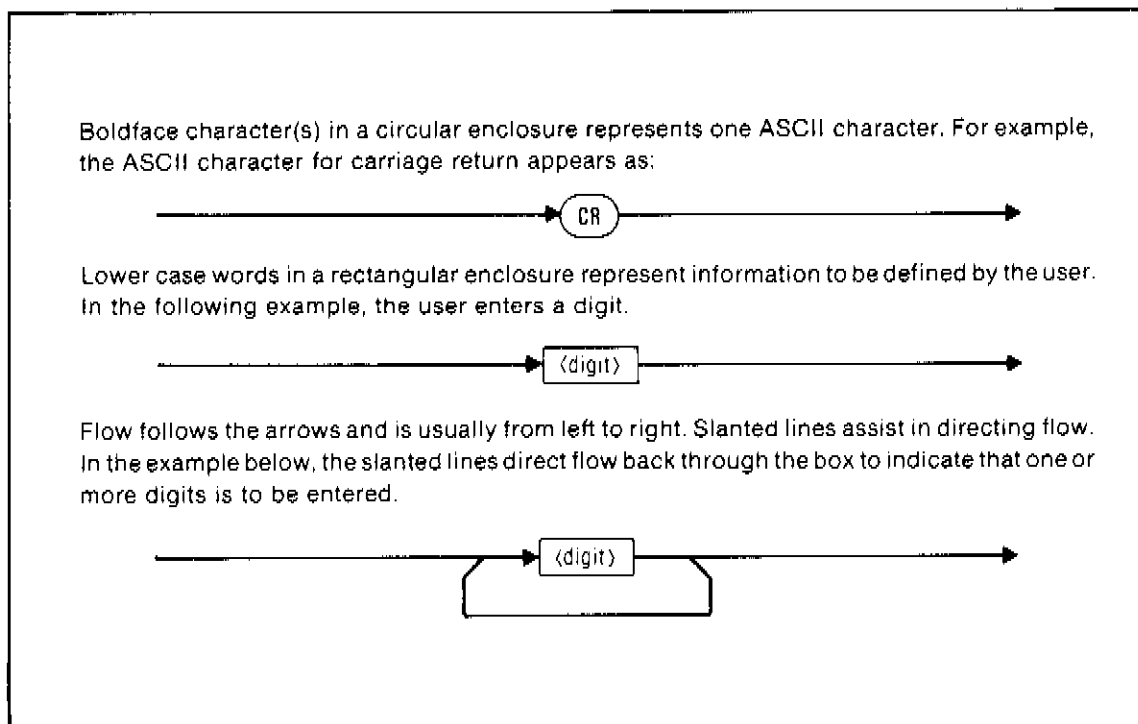 Boldface character(s) in a circular enclosure represents one ASCII character. For example,
the ASCII character for carriage return appears as:
CR
Lower case words in a rectangular enclosure represent information to be defined by the user.
In the following example, the user enters a digit.
⟨digit⟩
Flow follows the arrows and is usually from left to right. Slanted lines assist in directing flow.
In the example below, the slanted lines direct flow back through the box to indicate that one or
more digits is to be entered.
⟨digit⟩